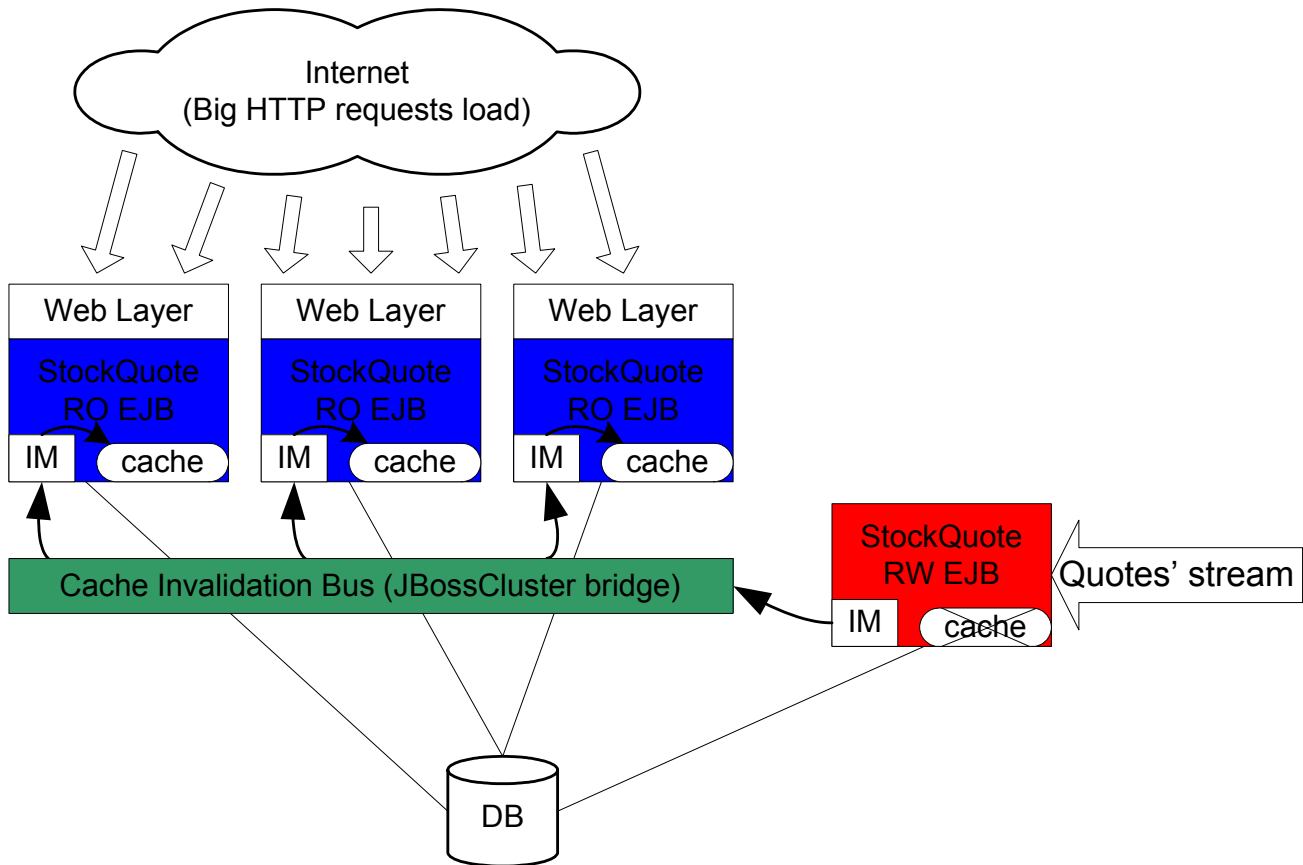 Internet
(Big HTTP requests load)
Web Layer
Web Layer
Web Layer
StockQuote
RO EJB
StockQuote
RO EJB
StockQuote
RO EJB
IM
cache
IM
cache
IM
cache
StockQuote
RW EJB
Quotes’ stream
Cache Invalidation Bus (JBossCluster bridge)
IM
cache
DB